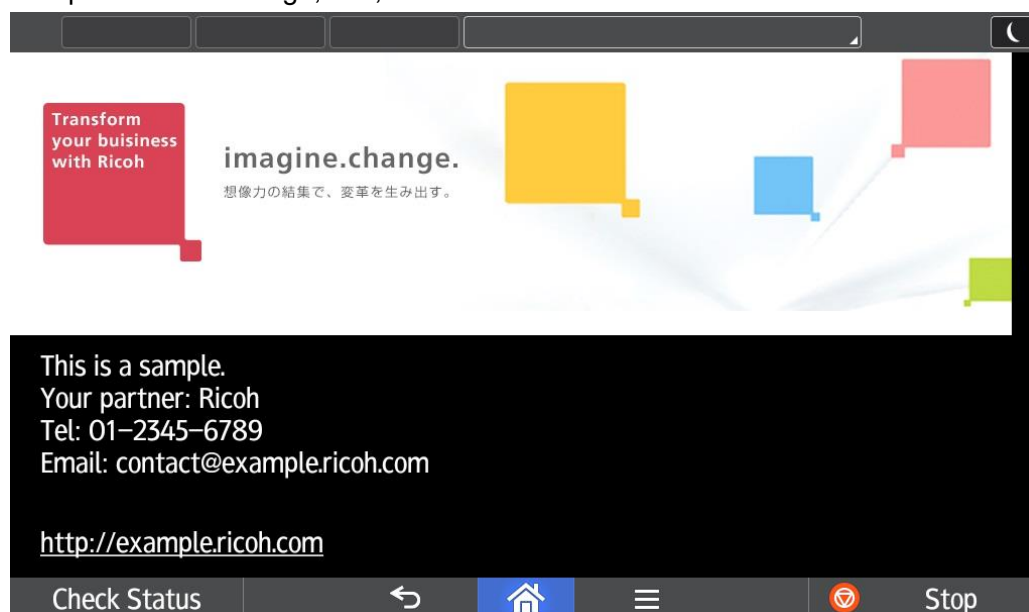 Transform
your buisiness
with Ricoh
imagine.change.
想像力の結集で、変革を生み出す。
This is a sample.
Your partner: Ricoh
Tel: 01-2345-6789
Email: contact@example.ricoh.com
http://example.ricoh.com
Check Status
Stop